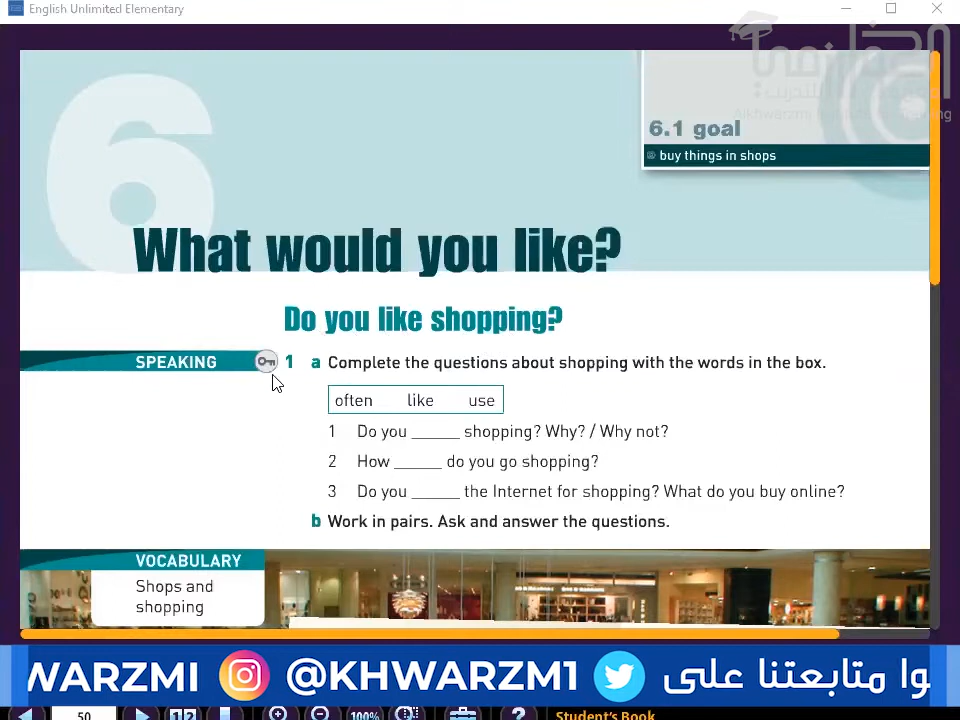 English Unlimited Elementary
6
6.1 goal
buy things in shops
What would you like?
Do you like shopping?
SPEAKING
1 a Complete the questions about shopping with the words in the box.
often like use
1 Do you ______ shopping? Why? / Why not?
2 How ______ do you go shopping?
3 Do you ______ the Internet for shopping? What do you buy online?
b Work in pairs. Ask and answer the questions.
VOCABULARY
Shops and
shopping
WARZMI @KHWARZM1 وا متابعتنا على
50 1 2 100% ? Student's Book